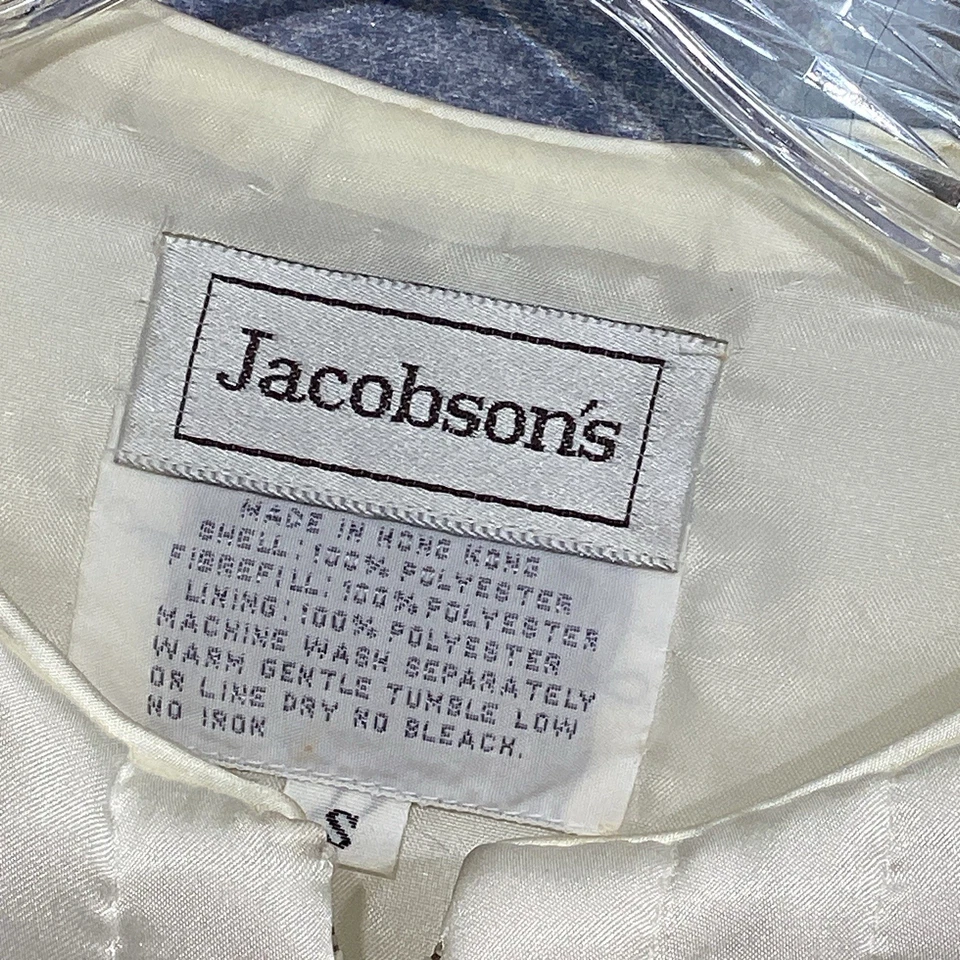 Jacobson's
MADE IN HONG KONG
SHELL: 100% POLYESTER
FIBREFILL: 100% POLYESTER
LINING: 100% POLYESTER
MACHINE WASH SEPARATELY
WARM GENTLE TUMBLE LOW
OR LINE DRY NO BLEACH.
NO IRON
S